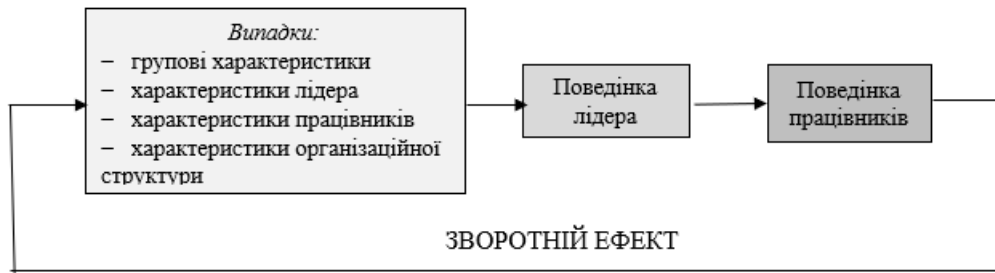 Випадки:
– групові характеристики
– характеристики лідера
– характеристики працівників
– характеристики організаційної
структури
Поведінка
лідера
Поведінка
працівників
ЗВОРОТНІЙ ЕФЕКТ